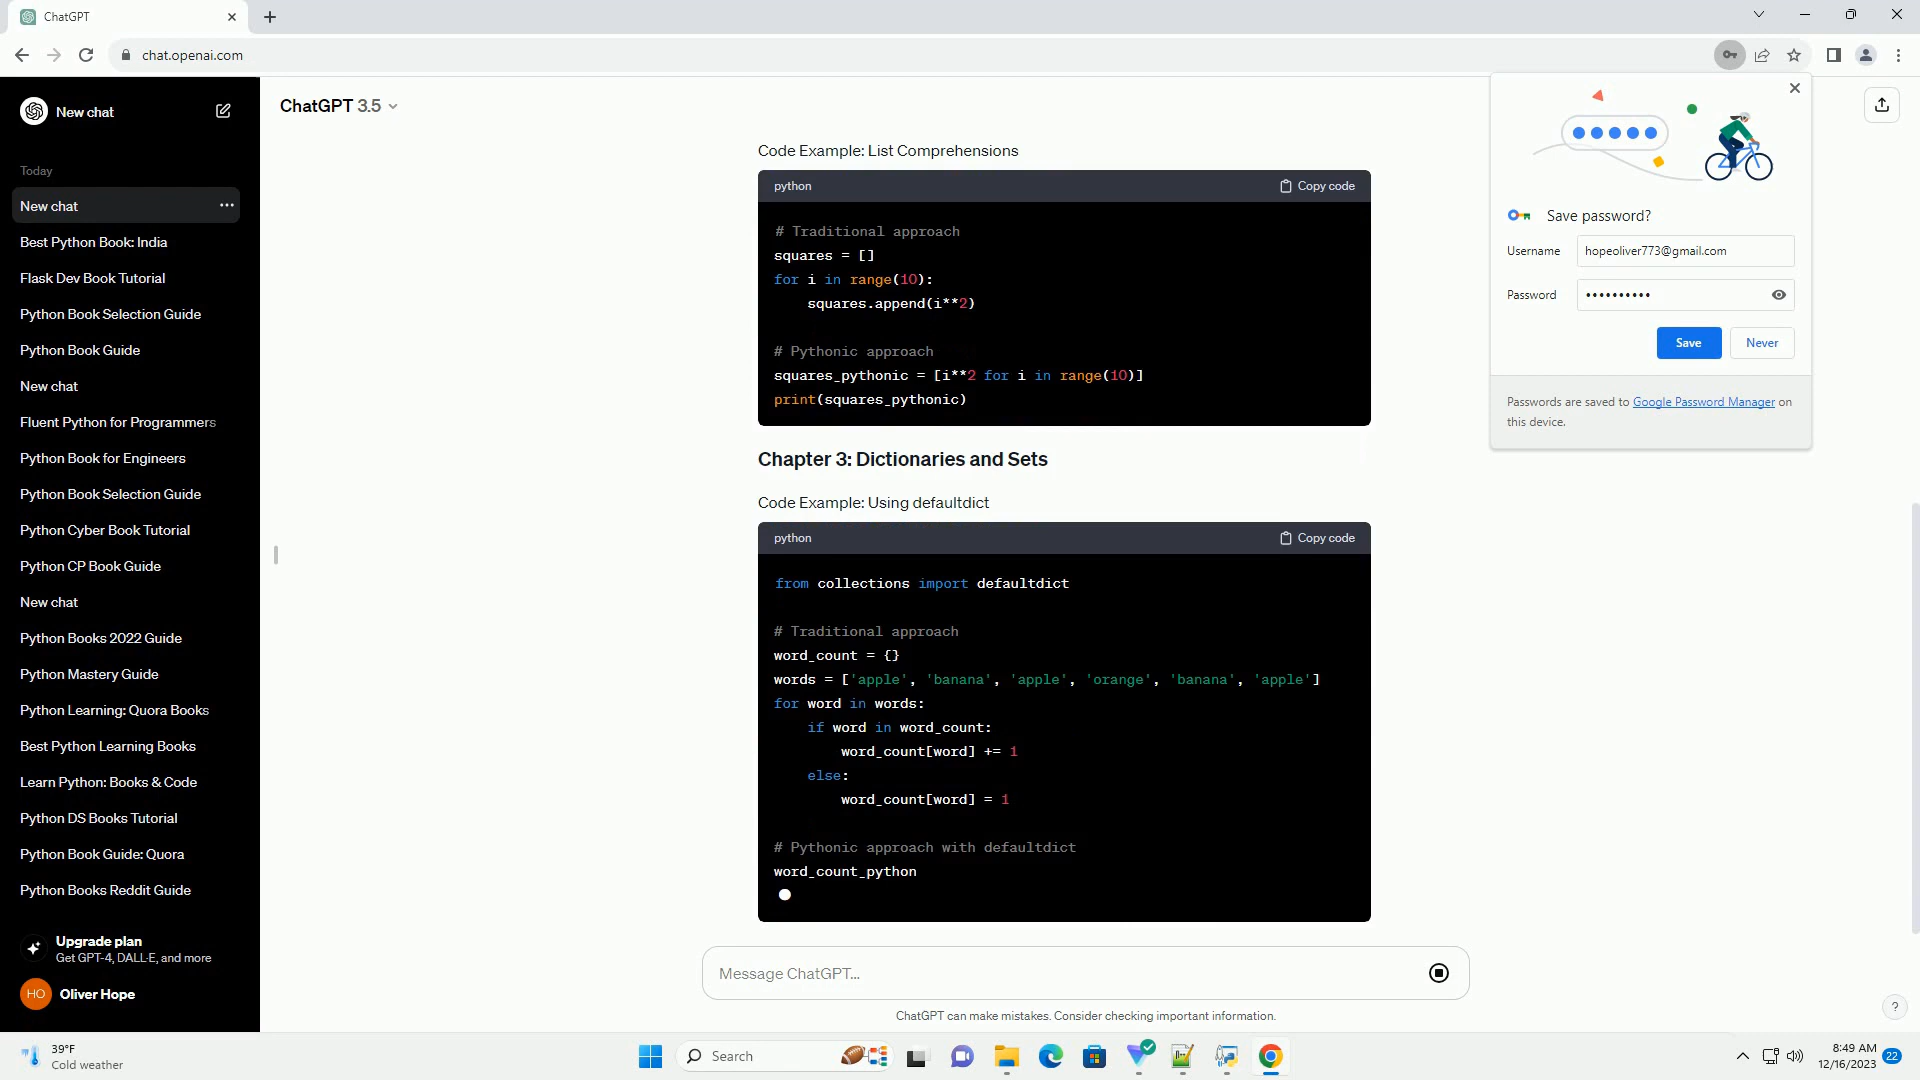 ChatGPT
chat.openai.com
New chat
Today
New chat
Best Python Book: India
Flask Dev Book Tutorial
Python Book Selection Guide
Python Book Guide
New chat
Fluent Python for Programmers
Python Book for Engineers
Python Book Selection Guide
Python Cyber Book Tutorial
Python CP Book Guide
New chat
Python Books 2022 Guide
Python Mastery Guide
Python Learning: Quora Books
Best Python Learning Books
Learn Python: Books & Code
Python DS Books Tutorial
Python Book Guide: Quora
Python Books Reddit Guide
Upgrade plan
Get GPT-4, DALL·E, and more
HO Oliver Hope
ChatGPT 3.5
Code Example: List Comprehensions
python Copy code
# Traditional approach
squares = []
for i in range(10):
    squares.append(i**2)
# Pythonic approach
squares_pythonic = [i**2 for i in range(10)]
print(squares_pythonic)
Chapter 3: Dictionaries and Sets
Code Example: Using defaultdict
python Copy code
from collections import defaultdict
# Traditional approach
word_count = {}
words = ['apple', 'banana', 'apple', 'orange', 'banana', 'apple']
for word in words:
    if word in word_count:
        word_count[word] += 1
    else:
        word_count[word] = 1
# Pythonic approach with defaultdict
word_count_python
Message ChatGPT...
ChatGPT can make mistakes. Consider checking important information.
?
Save password?
Username hopeoliver773@gmail.com
Password ••••••••••
Save Never
Passwords are saved to Google Password Manager on
this device.
39°F
Cold weather
Search
8:49 AM
12/16/2023
22